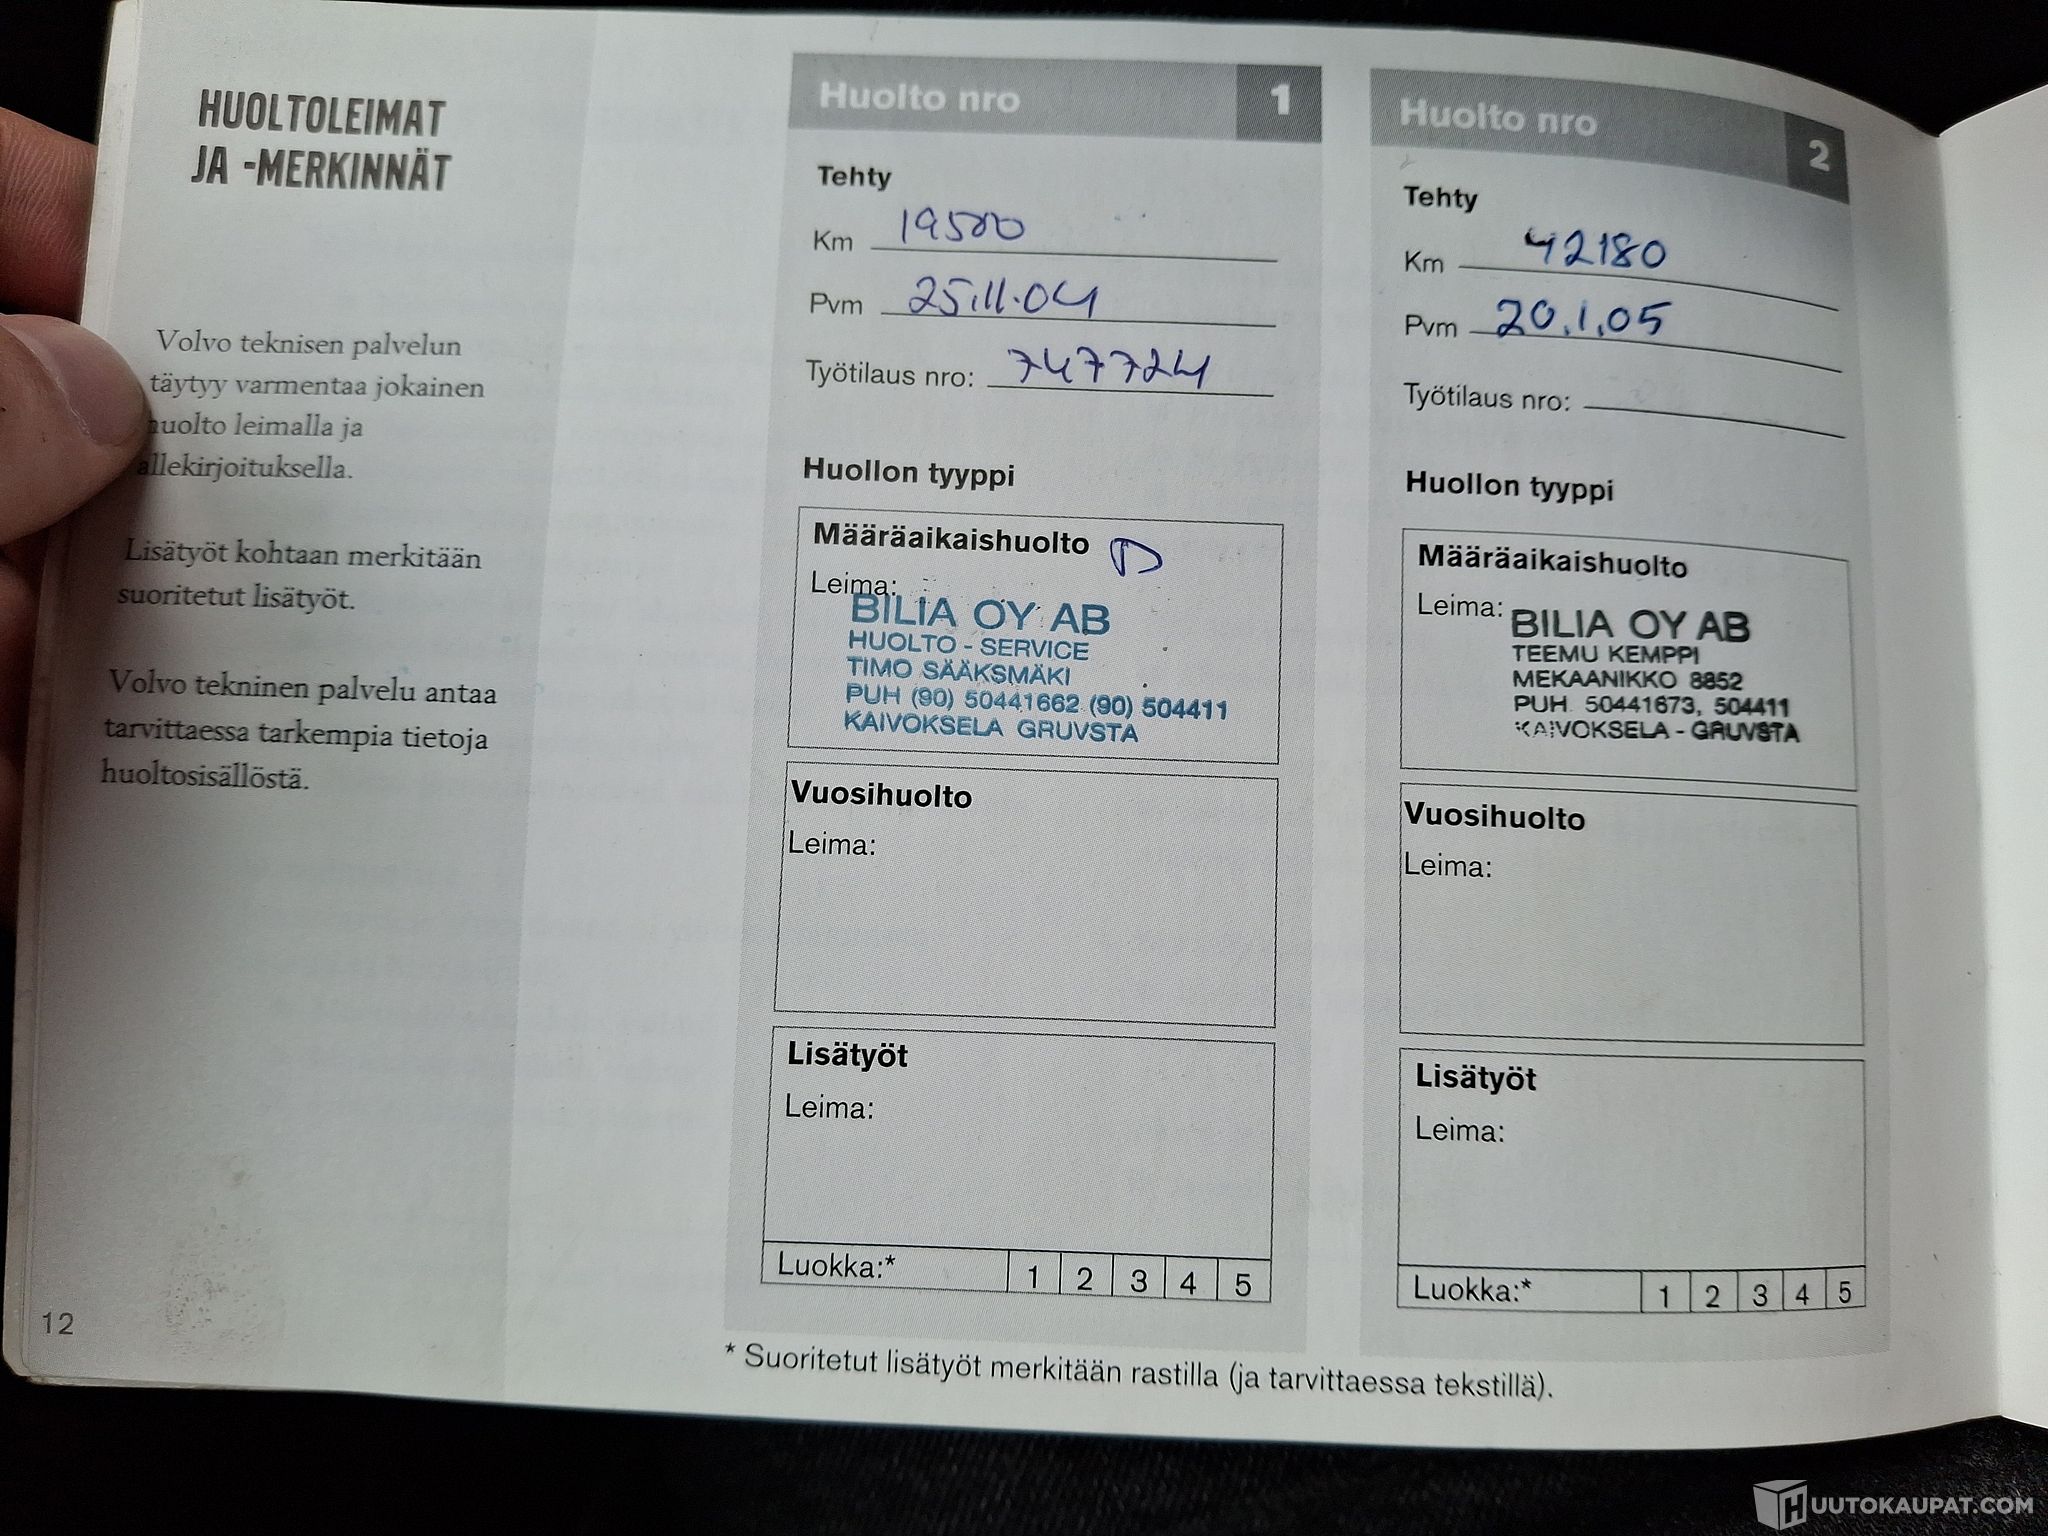 HUOLTOLEIMAT
JA -MERKINNÄT
Volvo teknisen palvelun
täytyy varmentaa jokainen
huolto leimalla ja
allekirjoituksella.
Lisätyöt kohtaan merkitään
suoritetut lisätyöt.
Volvo tekninen palvelu antaa
tarvittaessa tarkempia tietoja
huoltosisällöstä.
12
Huolto nro 1
Tehty
Km 19500
Pvm 25.11.04
Työtilaus nro: 747724
Huollon tyyppi
Määräaikaishuolto
Leima:
BILIA OY AB
HUOLTO - SERVICE
TIMO SÄÄKSMÄKI
PUH (90) 50441662 (90) 504411
KAIVOKSELA GRUVSTA
Vuosihuolto
Leima:
Lisätyöt
Leima:
Luokka:* 1 2 3 4 5
Huolto nro 2
Tehty
Km 42180
Pvm 20.1.05
Työtilaus nro:
Huollon tyyppi
Määräaikaishuolto
Leima:
BILIA OY AB
TEEMU KEMPPI
MEKAANIKKO 8852
PUH 50441673, 504411
KAIVOKSELA - GRUVSTA
Vuosihuolto
Leima:
Lisätyöt
Leima:
Luokka:* 1 2 3 4 5
* Suoritetut lisätyöt merkitään rastilla (ja tarvittaessa tekstillä).
HUUTOKAUPAT.COM